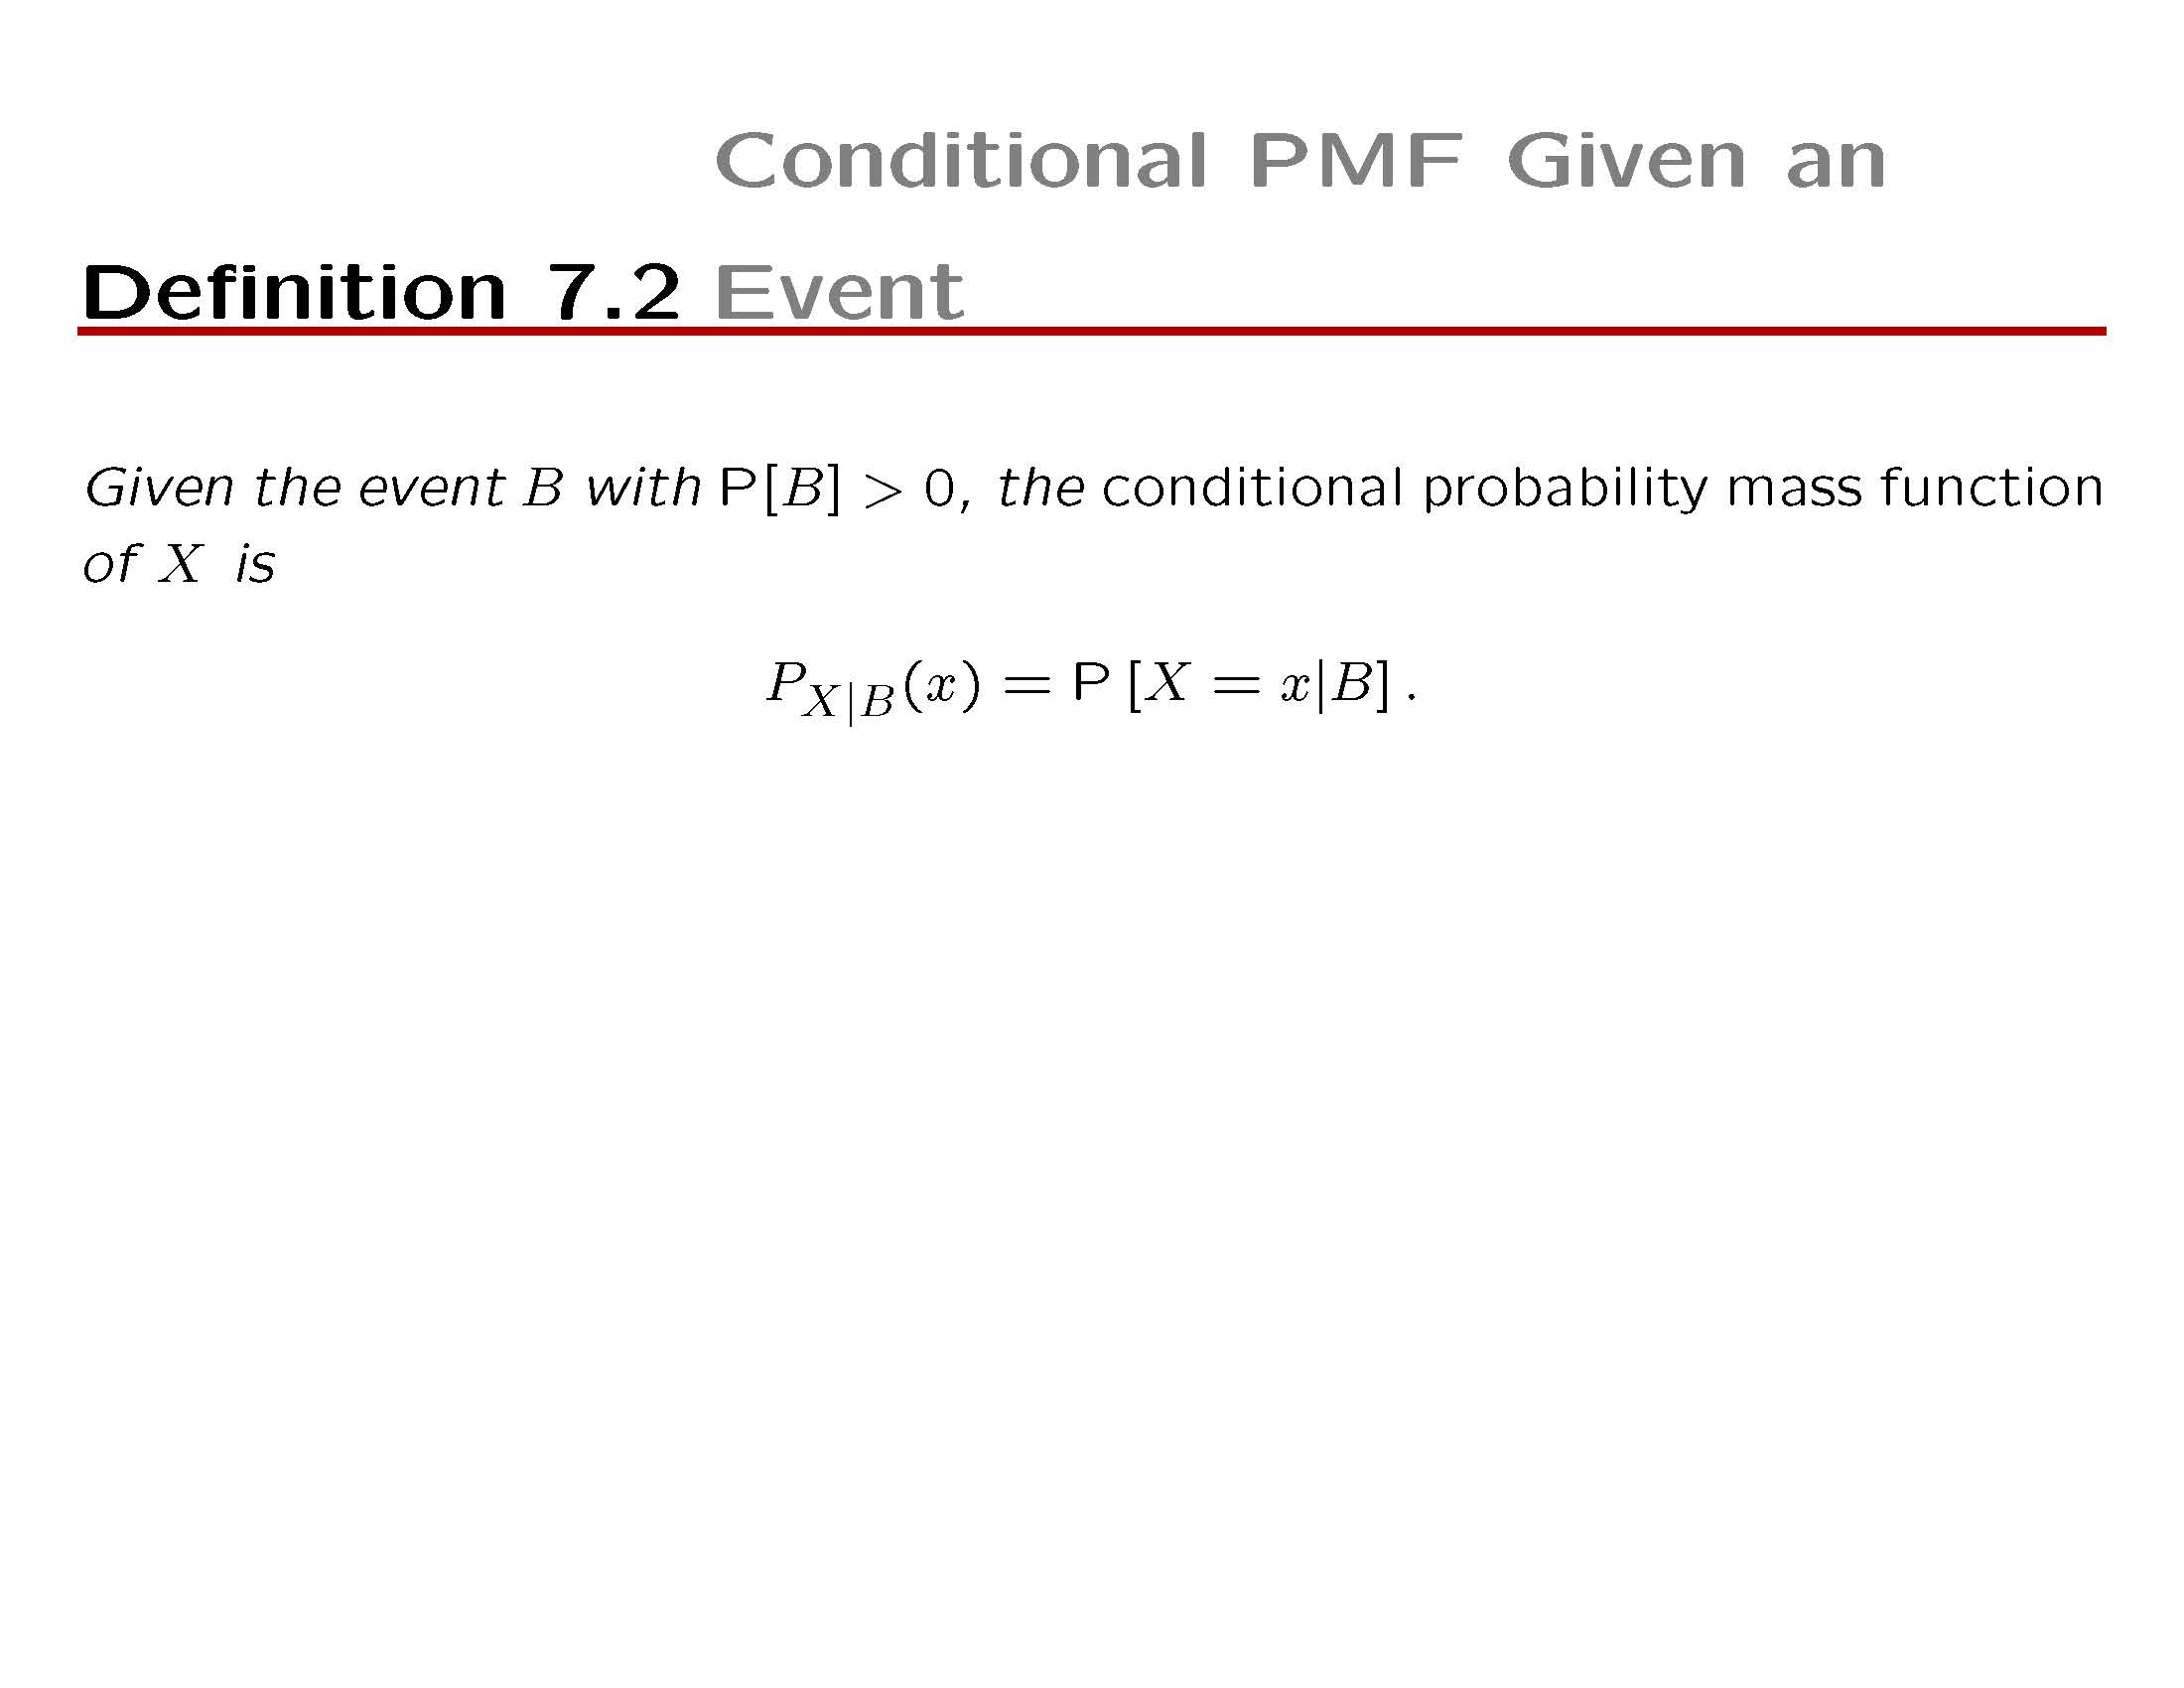 Conditional PMF Given an
Definition 7.2 Event
Given the event B with P[B] > 0, the conditional probability mass function
of X is
P_{X|B}(x) = P [X = x|B] .